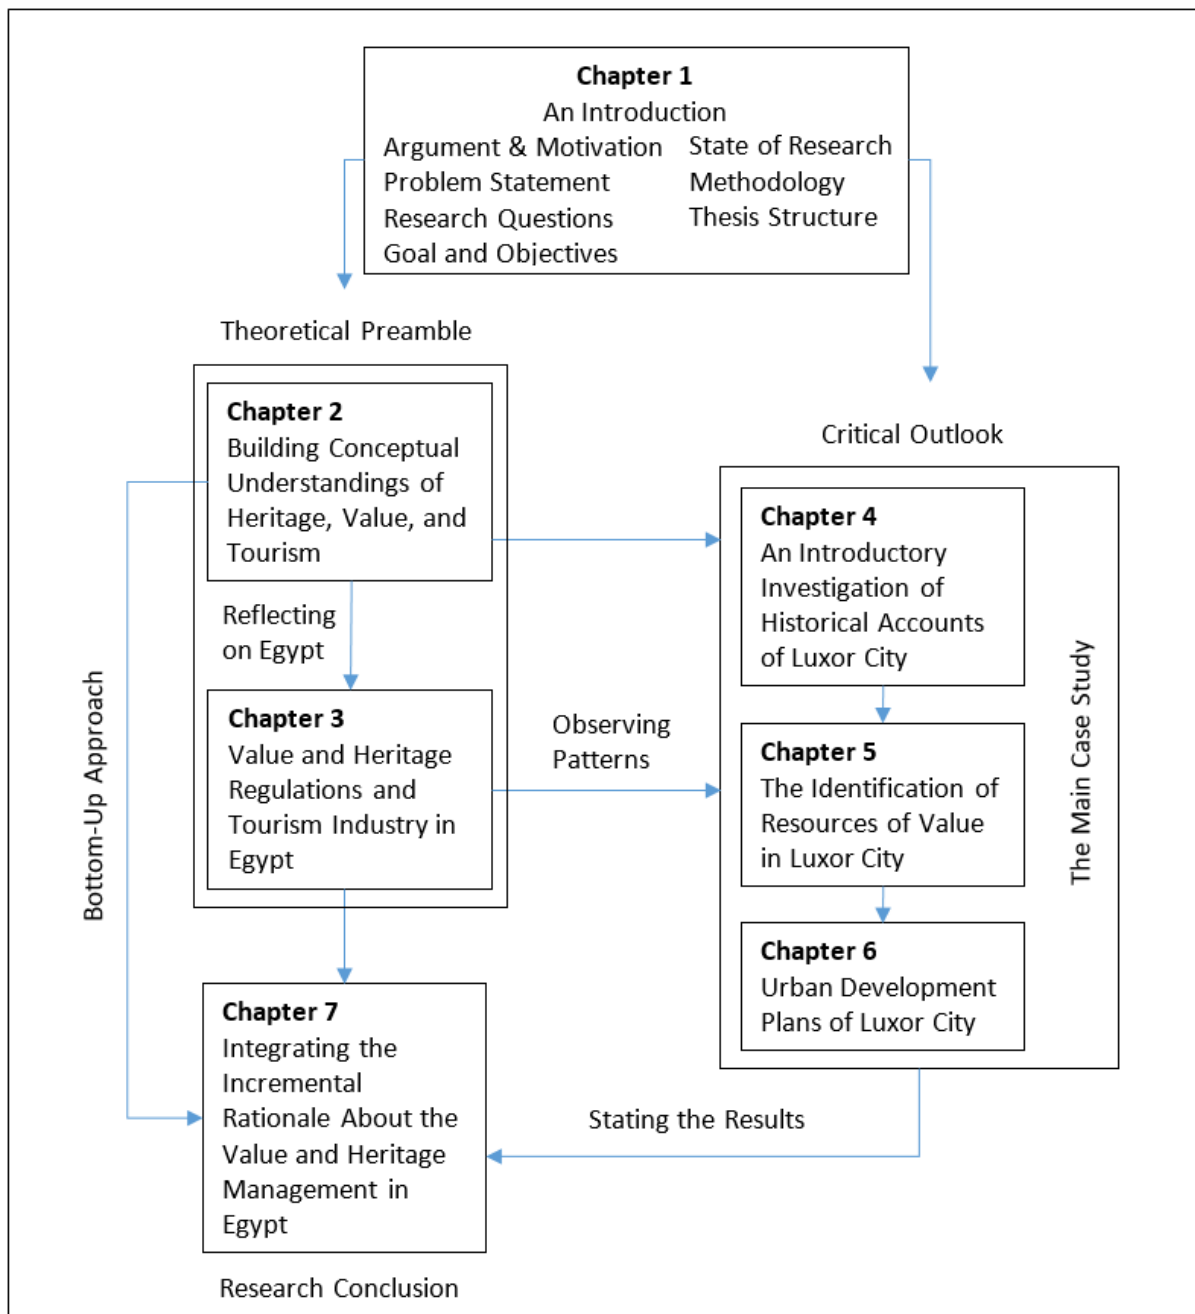 Chapter 1
An Introduction
Argument & Motivation
Problem Statement
Research Questions
Goal and Objectives
State of Research
Methodology
Thesis Structure
Theoretical Preamble
Chapter 2
Building Conceptual
Understandings of
Heritage, Value, and
Tourism
Reflecting
on Egypt
Chapter 3
Value and Heritage
Regulations and
Tourism Industry in
Egypt
Bottom-Up Approach
Observing
Patterns
Critical Outlook
Chapter 4
An Introductory
Investigation of
Historical Accounts
of Luxor City
Chapter 5
The Identification of
Resources of Value
in Luxor City
Chapter 6
Urban Development
Plans of Luxor City
The Main Case Study
Stating the Results
Chapter 7
Integrating the
Incremental
Rationale About the
Value and Heritage
Management in
Egypt
Research Conclusion